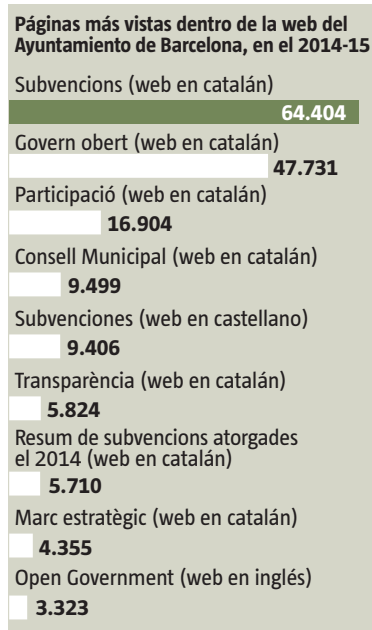 Páginas más vistas dentro de la web del
Ayuntamiento de Barcelona, en el 2014-15
Subvencions (web en catalán)
64.404
Govern obert (web en catalán)
47.731
Participació (web en catalán)
16.904
Consell Municipal (web en catalán)
9.499
Subvenciones (web en castellano)
9.406
Transparència (web en catalán)
5.824
Resum de subvencions atorgades
el 2014 (web en catalán)
5.710
Marc estratègic (web en catalán)
4.355
Open Government (web en inglés)
3.323